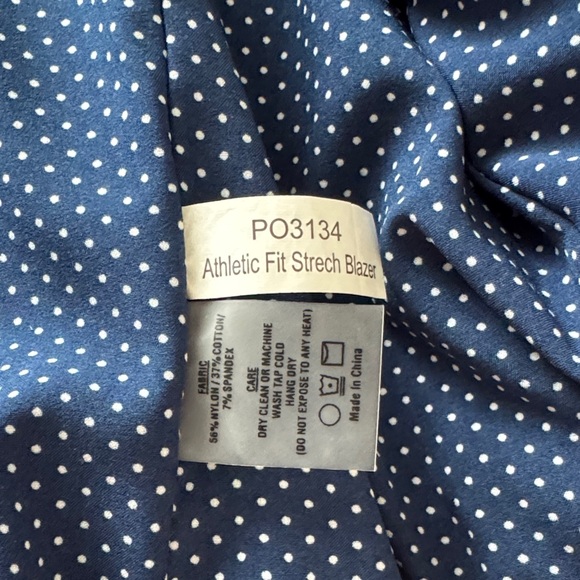 PO3134
Athletic Fit Strech Blazer
FABRIC
56% NYLON / 37% COTTON/
7% SPANDEX
CARE
DRY CLEAN OR MACHINE
WASH TAP COLD
HANG DRY
(DO NOT EXPOSE TO ANY HEAT)
Made In China